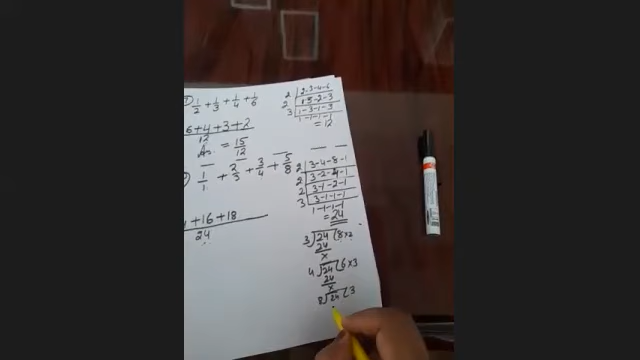 1/2 + 1/3 + 1/4 + 1/6
6+4+3+2
12
= 15/12
Ans.
2 | 2-3-4-6
2 | 1-3-2-3
3 | 1-3-1-3
1-1-1-1
= 12
1/1 + 2/3 + 3/4 + 5/8
+16+18
24
2 | 3-4-8-1
2 | 3-2-4-1
2 | 3-1-2-1
3 | 3-1-1-1
1-1-1-1
= 24
3)24(8×2
24
×
4)24(6×3
24
×
8)24(3